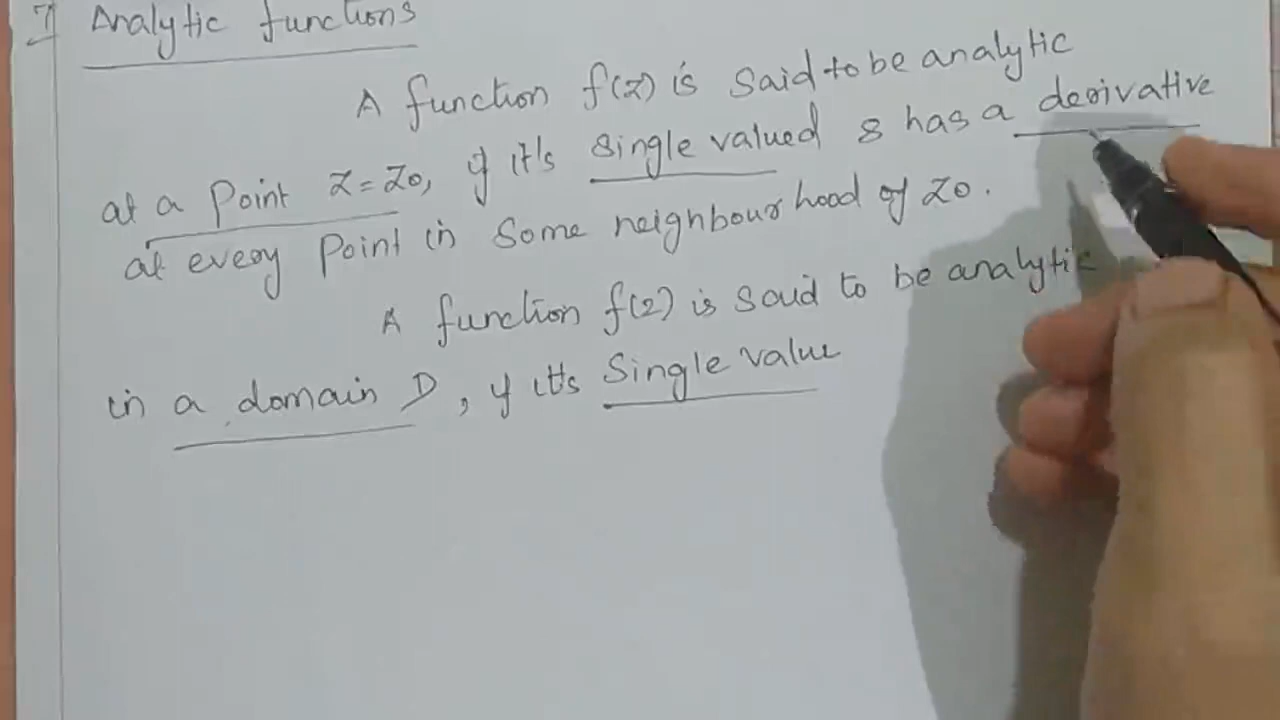 7 Analytic functions
A function f(z) is said to be analytic
at a point z = z0, if it's single valued & has a derivative
at every point in some neighbourhood of z0.
A function f(z) is said to be analytic
in a domain D, if it's single value